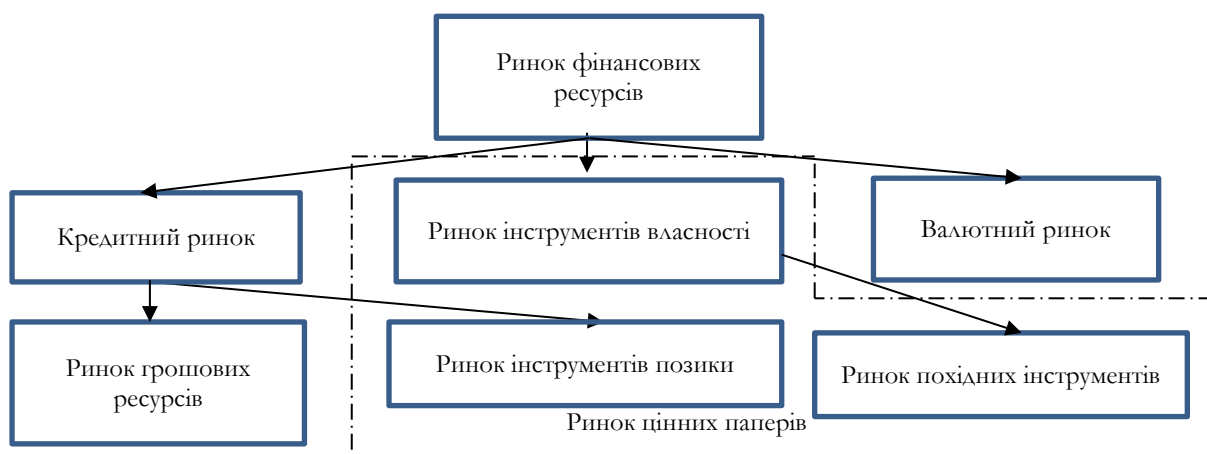 Ринок фінансових
ресурсів
Кредитний ринок
Ринок інструментів власності
Валютний ринок
Ринок грошових
ресурсів
Ринок інструментів позики
Ринок похідних інструментів
Ринок цінних паперів